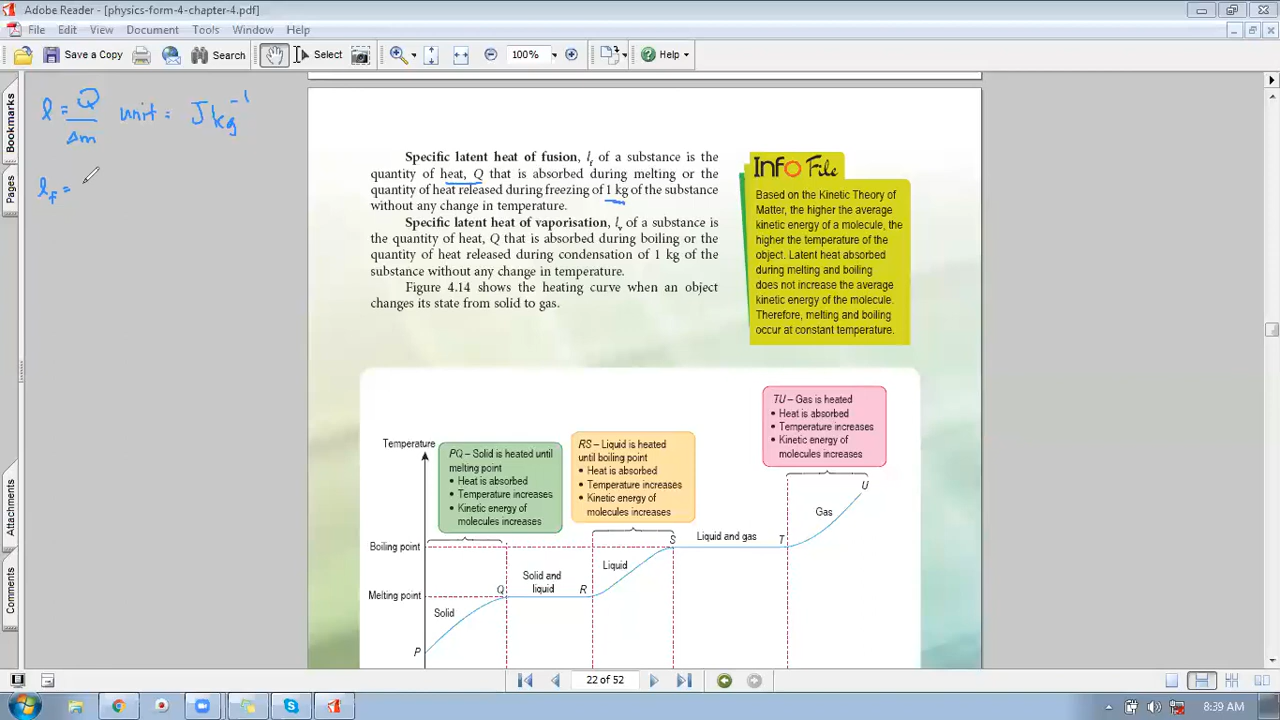 Adobe Reader - [physics-form-4-chapter-4.pdf]
File Edit View Document Tools Window Help
Save a Copy Search Select 100% Help
Bookmarks
Pages
Attachments
Comments
l = Q / Δm unit = J kg⁻¹
l_F =
Specific latent heat of fusion, l_f of a substance is the
quantity of heat, Q that is absorbed during melting or the
quantity of heat released during freezing of 1 kg of the substance
without any change in temperature.
Specific latent heat of vaporisation, l_v of a substance is
the quantity of heat, Q that is absorbed during boiling or the
quantity of heat released during condensation of 1 kg of the
substance without any change in temperature.
Figure 4.14 shows the heating curve when an object
changes its state from solid to gas.
Info File
Based on the Kinetic Theory of
Matter, the higher the average
kinetic energy of a molecule, the
higher the temperature of the
object. Latent heat absorbed
during melting and boiling
does not increase the average
kinetic energy of the molecule.
Therefore, melting and boiling
occur at constant temperature.
TU – Gas is heated
• Heat is absorbed
• Temperature increases
• Kinetic energy of
molecules increases
RS – Liquid is heated
until boiling point
• Heat is absorbed
• Temperature increases
• Kinetic energy of
molecules increases
PQ – Solid is heated until
melting point
• Heat is absorbed
• Temperature increases
• Kinetic energy of
molecules increases
Temperature
U
Gas
Boiling point
S
Liquid and gas
T
Liquid
Solid and
liquid
Melting point
Q
R
Solid
P
22 of 52
8:39 AM